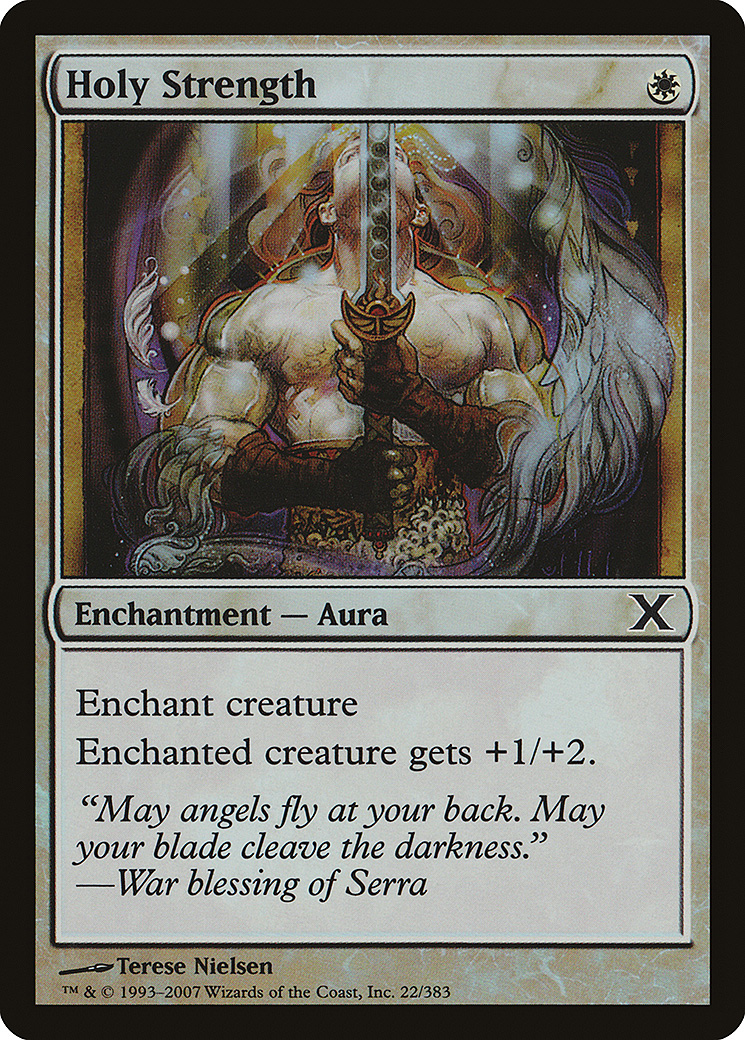 Holy Strength
Enchantment — Aura
X
Enchant creature
Enchanted creature gets +1/+2.
“May angels fly at your back. May
your blade cleave the darkness.”
—War blessing of Serra
Terese Nielsen
™ & © 1993–2007 Wizards of the Coast, Inc. 22/383